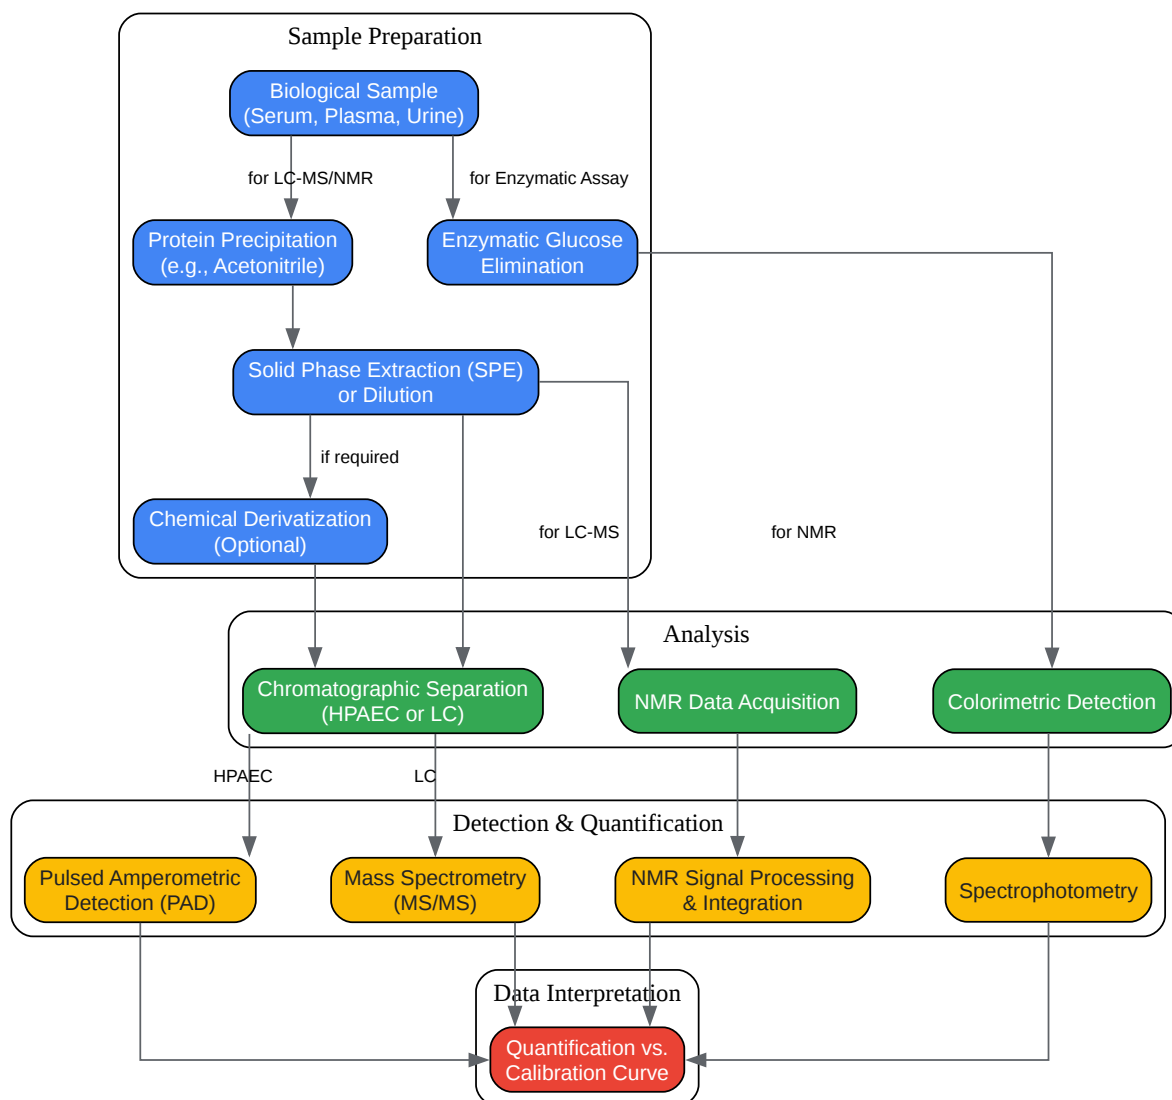 Sample Preparation
Biological Sample
(Serum, Plasma, Urine)
for LC-MS/NMR
for Enzymatic Assay
Protein Precipitation
(e.g., Acetonitrile)
Enzymatic Glucose
Elimination
Solid Phase Extraction (SPE)
or Dilution
if required
Chemical Derivatization
(Optional)
for LC-MS
for NMR
Analysis
Chromatographic Separation
(HPAEC or LC)
NMR Data Acquisition
Colorimetric Detection
HPAEC
LC
Detection & Quantification
Pulsed Amperometric
Detection (PAD)
Mass Spectrometry
(MS/MS)
NMR Signal Processing
& Integration
Spectrophotometry
Data Interpretation
Quantification vs.
Calibration Curve